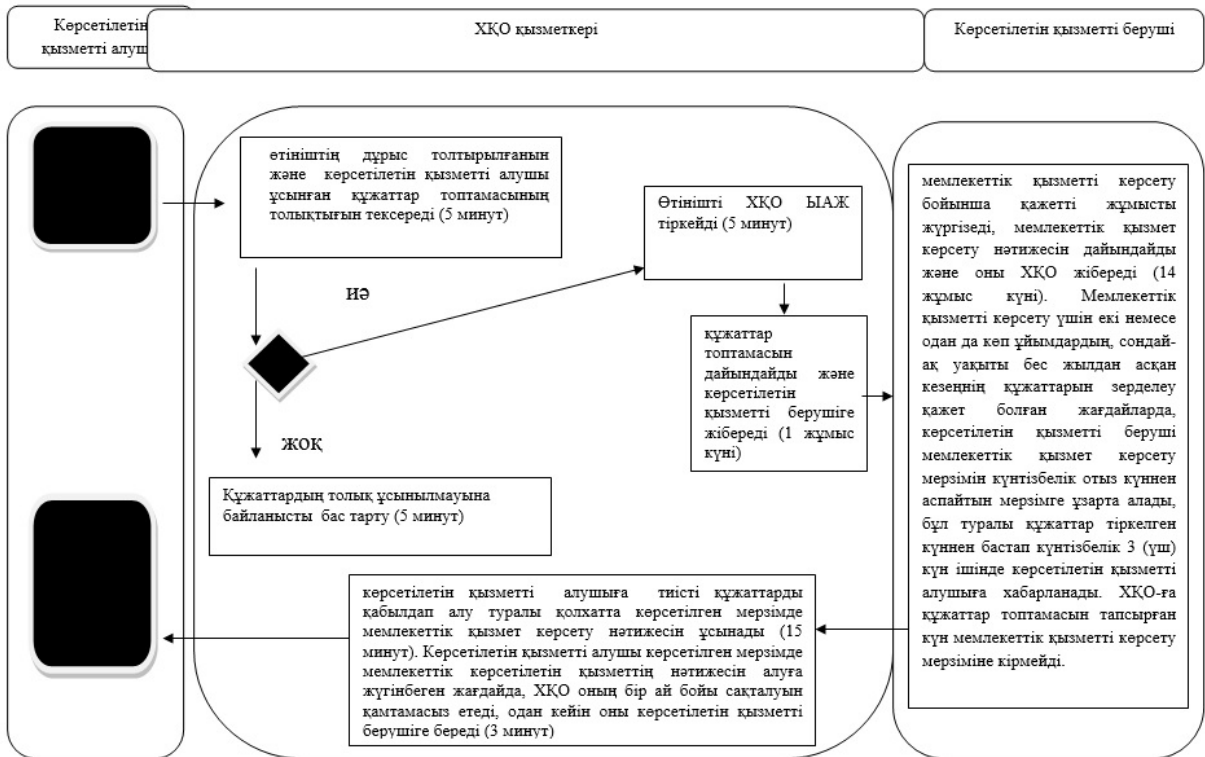 Көрсетілетін
қызметті алуш
ХҚО қызметкері
Көрсетілетін қызметті беруші
өтініштің дұрыс толтырылғанын
және көрсетілетін қызметті алушы
ұсынған құжаттар топтамасының
толықтығын тексереді (5 минут)
Өтінішті ХҚО ЫАЖ
тіркейді (5 минут)
иә
құжаттар
топтамасын
дайындайды және
көрсетілетін
қызметті берушіге
жібереді (1 жұмыс
күні)
жоқ
Құжаттардың толық ұсынылмауына
байланысты бас тарту (5 минут)
мемлекеттік қызметті көрсету
бойынша қажетті жұмысты
жүргізеді, мемлекеттік қызмет
көрсету нәтижесін дайындайды
және оны ХҚО жібереді (14
жұмыс күні). Мемлекеттік
қызметті көрсету үшін екі немесе
одан да көп ұйымдардың, сондай-
ақ уақыты бес жылдан асқан
кезеңнің құжаттарын зерделеу
қажет болған жағдайларда,
көрсетілетін қызметті беруші
мемлекеттік қызмет көрсету
мерзімін күнтізбелік отыз күннен
аспайтын мерзімге ұзарта алады,
бұл туралы құжаттар тіркелген
күннен бастап күнтізбелік 3 (үш)
күн ішінде көрсетілетін қызметті
алушыға хабарланады. ХҚО-ға
құжаттар топтамасын тапсырған
күн мемлекеттік қызметті көрсету
мерзіміне кірмейді.
көрсетілетін қызметті алушыға тиісті құжаттарды
қабылдап алу туралы қолхатта көрсетілген мерзімде
мемлекеттік қызмет көрсету нәтижесін ұсынады (15
минут). Көрсетілетін қызметті алушы көрсетілген мерзімде
мемлекеттік көрсетілетін қызметтің нәтижесін алуға
жүгінбеген жағдайда, ХҚО оның бір ай бойы сақталуын
қамтамасыз етеді, одан кейін оны көрсетілетін қызметті
берушіге береді (3 минут)